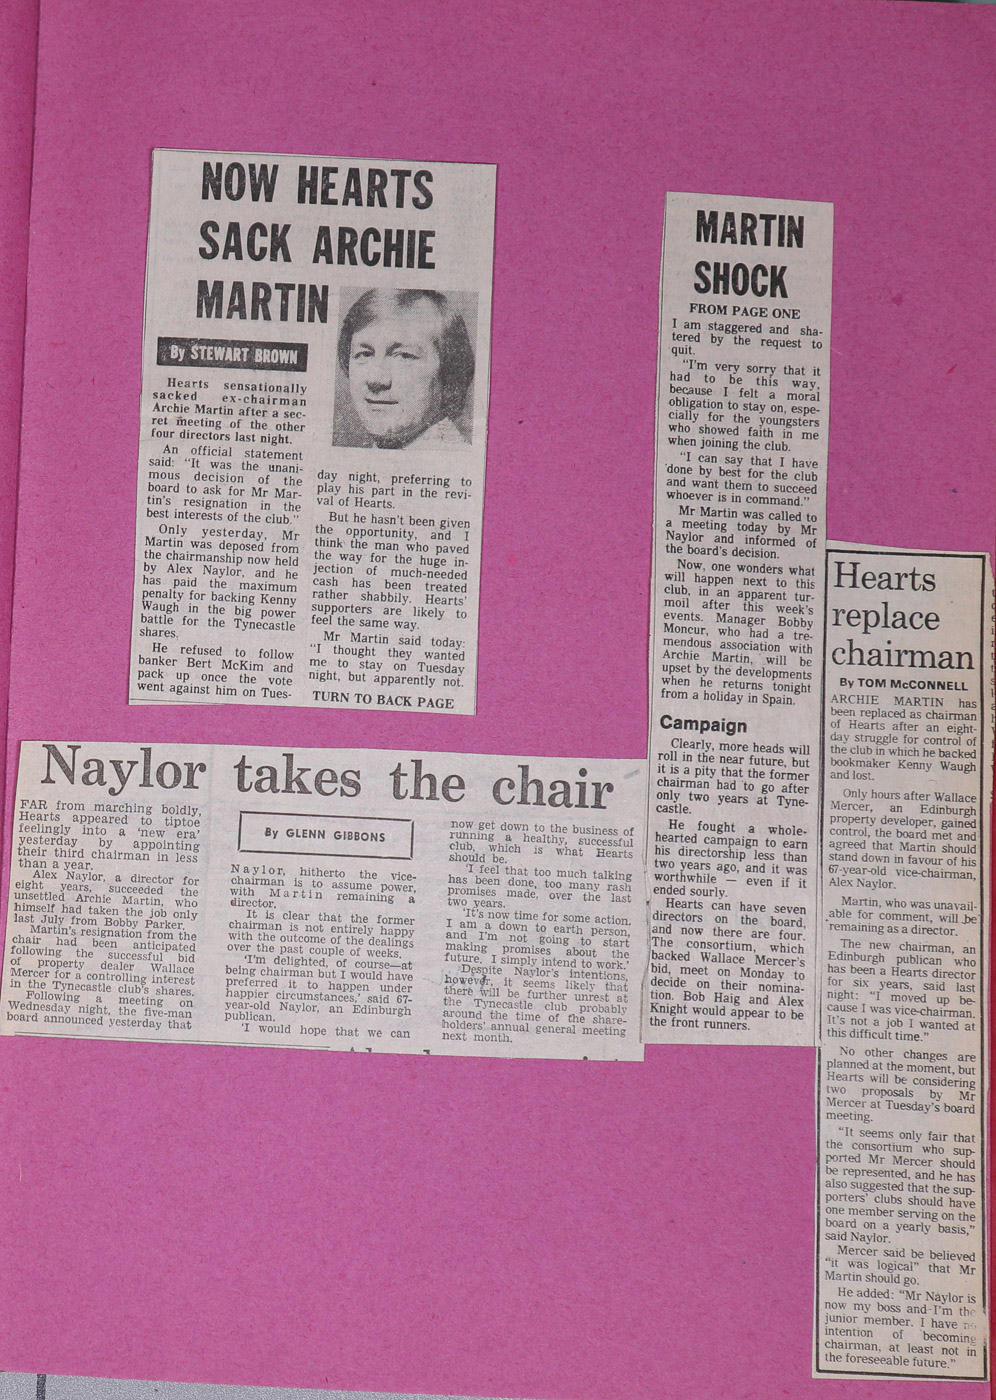 NOW HEARTS
SACK ARCHIE
MARTIN
By STEWART BROWN
Hearts sensationally
sacked ex-chairman
Archie Martin after a sec-
ret meeting of the other
four directors last night.
An official statement
said: "It was the unani-
mous decision of the
board to ask for Mr Mar-
tin's resignation in the
best interests of the club."
Only yesterday, Mr
Martin was deposed from
the chairmanship now held
by Alex Naylor, and he
has paid the maximum
penalty for backing Kenny
Waugh in the big power
battle for the Tynecastle
shares.
He refused to follow
banker Bert McKim and
pack up once the vote
went against him on Tues-
day night, preferring to
play his part in the revi-
val of Hearts.
But he hasn't been given
the opportunity, and I
think the man who paved
the way for the huge in-
jection of much-needed
cash has been treated
rather shabbily. Hearts'
supporters are likely to
feel the same way.
Mr Martin said today:
"I thought they wanted
me to stay on Tuesday
night, but apparently not.
TURN TO BACK PAGE
MARTIN
SHOCK
FROM PAGE ONE
I am staggered and sha-
tered by the request to
quit.
"I'm very sorry that it
had to be this way,
because I felt a moral
obligation to stay on, espe-
cially for the youngsters
who showed faith in me
when joining the club.
"I can say that I have
done by best for the club
and want them to succeed
whoever is in command."
Mr Martin was called to
a meeting today by Mr
Naylor and informed of
the board's decision.
Now, one wonders what
will happen next to this
club, in an apparent tur-
moil after this week's
events. Manager Bobby
Moncur, who had a tre-
mendous association with
Archie Martin, will be
upset by the developments
when he returns tonight
from a holiday in Spain.
Campaign
Clearly, more heads will
roll in the near future, but
it is a pity that the former
chairman had to go after
only two years at Tyne-
castle.
He fought a whole-
hearted campaign to earn
his directorship less than
two years ago, and it was
worthwhile — even if it
ended sourly.
Hearts can have seven
directors on the board,
and now there are four.
The consortium, which
backed Wallace Mercer's
bid, meet on Monday to
decide on their nomina-
tion. Bob Haig and Alex
Knight would appear to be
the front runners.
Naylor takes the chair
FAR from marching boldly,
Hearts appeared to tiptoe
feelingly into a 'new era'
yesterday by appointing
their third chairman in less
than a year.
Alex Naylor, a director for
eight years, succeeded the
unsettled Archie Martin, who
himself had taken the job only
last July from Bobby Parker.
Martin's resignation from the
chair had been anticipated
following the successful bid
of property dealer Wallace
Mercer for a controlling interest
in the Tynecastle club's shares.
Following a meeting on
Wednesday night, the five-man
board announced yesterday that
By GLENN GIBBONS
Naylor, hitherto the vice-
chairman is to assume power,
with Martin remaining a
director.
It is clear that the former
chairman is not entirely happy
with the outcome of the dealings
over the past couple of weeks.
'I'm delighted, of course—at
being chairman but I would have
preferred it to happen under
happier circumstances,' said 67-
year-old Naylor, an Edinburgh
publican.
'I would hope that we can
now get down to the business of
running a healthy, successful
club, which is what Hearts
should be.
'I feel that too much talking
has been done, too many rash
promises made, over the last
two years.
'It's now time for some action.
I am a down to earth person,
and I'm not going to start
making promises about the
future. I simply intend to work.'
Despite Naylor's intentions,
however, it seems likely that
there will be further unrest at
the Tynecastle club probably
around the time of the share-
holders' annual general meeting
next month.
Hearts
replace
chairman
By TOM McCONNELL
ARCHIE MARTIN has
been replaced as chairman
of Hearts after an eight-
day struggle for control of
the club in which he backed
bookmaker Kenny Waugh
and lost.
Only hours after Wallace
Mercer, an Edinburgh
property developer, gained
control, the board met and
agreed that Martin should
stand down in favour of his
67-year-old vice-chairman,
Alex Naylor.
Martin, who was unavail-
able for comment, will be
remaining as a director.
The new chairman, an
Edinburgh publican who
has been a Hearts director
for six years, said last
night: "I moved up be-
cause I was vice-chairman.
It's not a job I wanted at
this difficult time."
No other changes are
planned at the moment, but
Hearts will be considering
two proposals by Mr
Mercer at Tuesday's board
meeting.
"It seems only fair that
the consortium who sup-
ported Mr Mercer should
be represented, and he has
also suggested that the sup-
porters' clubs should have
one member serving on the
board on a yearly basis,"
said Naylor.
Mercer said be believed
"it was logical" that Mr
Martin should go.
He added: "Mr Naylor is
now my boss and I'm the
junior member. I have no
intention of becoming
chairman, at least not in
the foreseeable future."